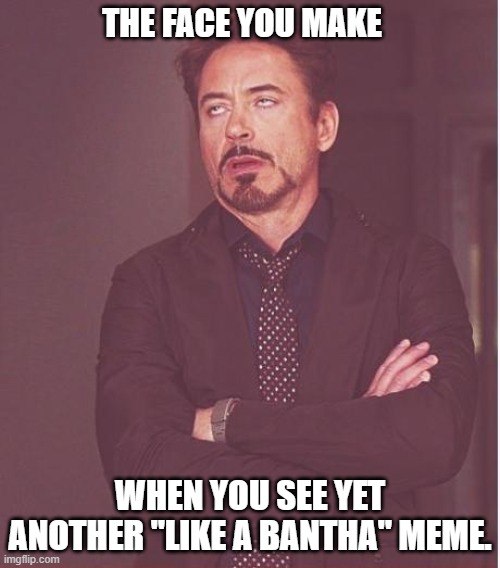 THE FACE YOU MAKE
WHEN YOU SEE YET
ANOTHER "LIKE A BANTHA" MEME.
imgflip.com